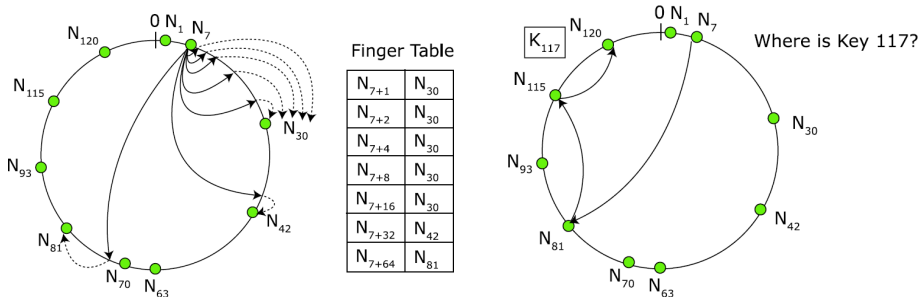 0 N1 N7
N120
N115
N93
N81
N70
N63
N42
N30
Finger Table
N7+1 N30
N7+2 N30
N7+4 N30
N7+8 N30
N7+16 N30
N7+32 N42
N7+64 N81
K117
0 N1 N7
N120
N115
N93
N81
N70
N63
N42
N30
Where is Key 117?